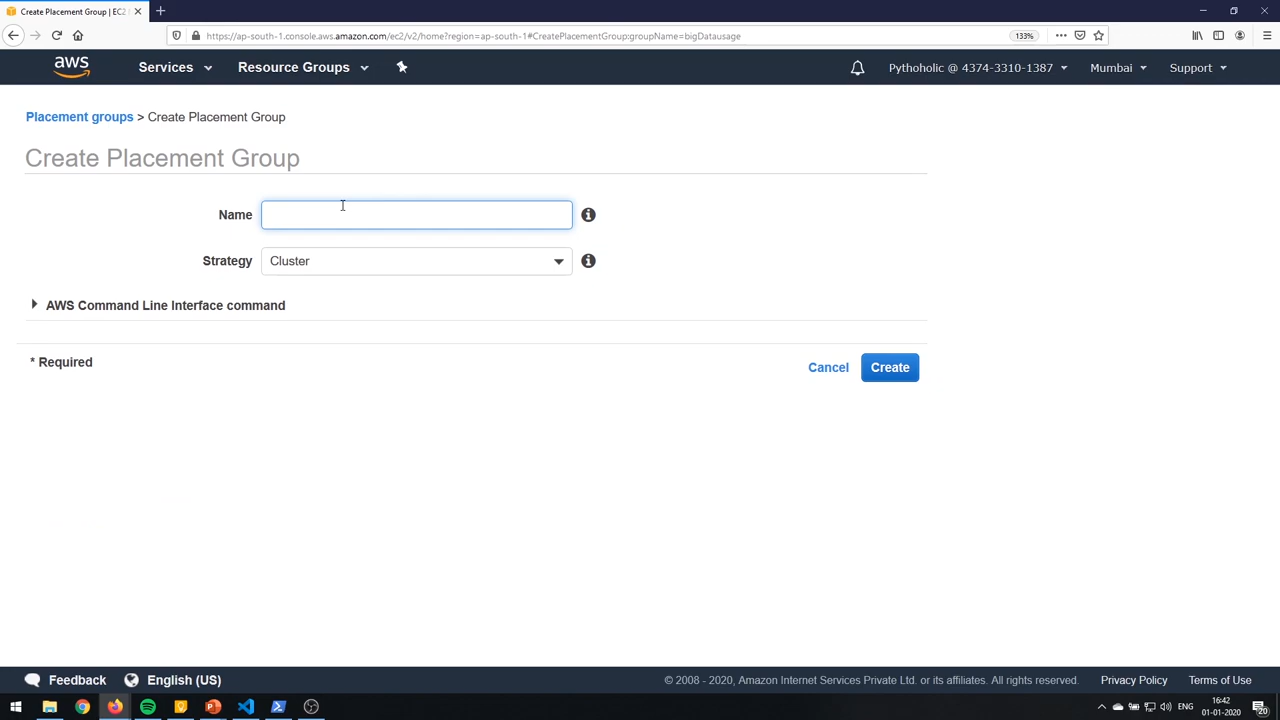 Create Placement Group | EC2
https://ap-south-1.console.aws.amazon.com/ec2/v2/home?region=ap-south-1#CreatePlacementGroup:groupName=bigDatausage
133%
aws
Services
Resource Groups
Pythoholic @ 4374-3310-1387
Mumbai
Support
Placement groups > Create Placement Group
Create Placement Group
Name
Strategy
Cluster
AWS Command Line Interface command
* Required
Cancel
Create
Feedback
English (US)
© 2008 - 2020, Amazon Internet Services Private Ltd. or its affiliates. All rights reserved.
Privacy Policy
Terms of Use
ENG
16:42
01-01-2020
20